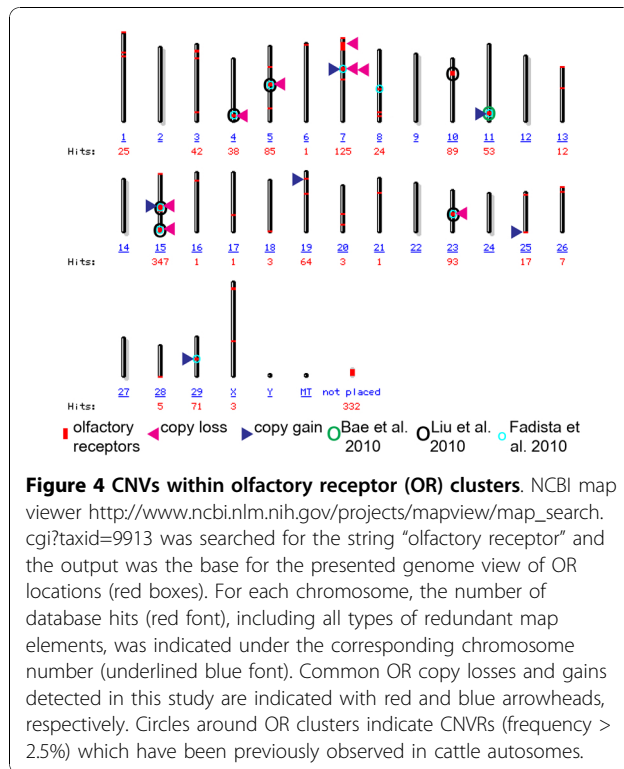 1 2 3 4 5 6 7 8 9 10 11 12 13
Hits: 25 42 38 85 1 125 24 89 53 12
14 15 16 17 18 19 20 21 22 23 24 25 26
Hits: 347 1 1 3 64 3 1 93 17 7
27 28 29 X Y MT not placed
Hits: 5 71 3 332
olfactory receptors copy loss copy gain Bae et al. 2010 Liu et al. 2010 Fadista et al. 2010
Figure 4 CNVs within olfactory receptor (OR) clusters. NCBI map
viewer http://www.ncbi.nlm.nih.gov/projects/mapview/map_search.
cgi?taxid=9913 was searched for the string “olfactory receptor” and
the output was the base for the presented genome view of OR
locations (red boxes). For each chromosome, the number of
database hits (red font), including all types of redundant map
elements, was indicated under the corresponding chromosome
number (underlined blue font). Common OR copy losses and gains
detected in this study are indicated with red and blue arrowheads,
respectively. Circles around OR clusters indicate CNVRs (frequency >
2.5%) which have been previously observed in cattle autosomes.